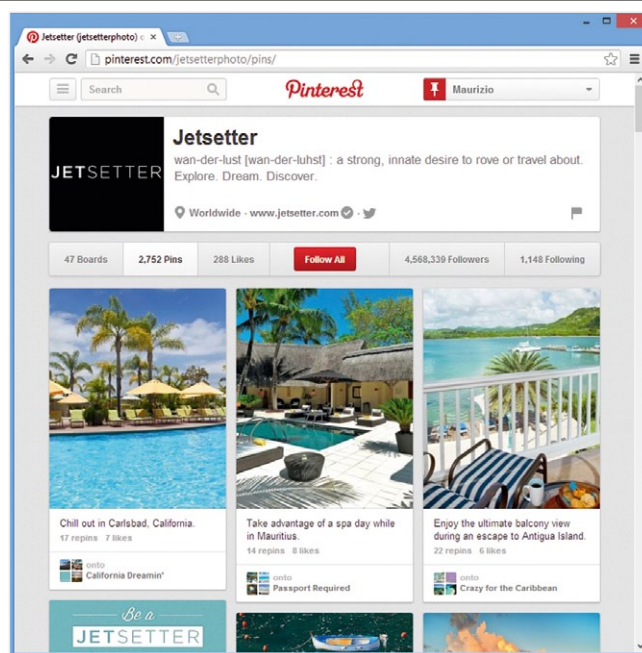 Jetsetter (jetsetterphoto) o
pinterest.com/jetsetterphoto/pins/
Search
Pinterest
Maurizio
JETSETTER
Jetsetter
wan-der-lust [wan-der-luhst] : a strong, innate desire to rove or travel about.
Explore. Dream. Discover.
Worldwide · www.jetsetter.com ·
47 Boards
2,752 Pins
288 Likes
Follow All
4,568,339 Followers
1,148 Following
Chill out in Carlsbad, California.
17 repins 7 likes
onto
California Dreamin'
Take advantage of a spa day while
in Mauritius.
14 repins 8 likes
onto
Passport Required
Enjoy the ultimate balcony view
during an escape to Antigua Island.
22 repins 6 likes
onto
Crazy for the Caribbean
Be a
JETSETTER